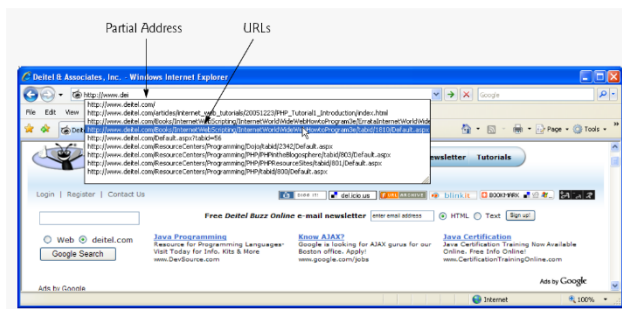 Partial Address URLs
Deitel & Associates, Inc. - Windows Internet Explorer
http://www.dei
Google
http://www.deitel.com/
http://www.deitel.com/articles/internet_web_tutorials/20051223/PHP_Tutorial1_Introduction/index.html
http://www.deitel.com/Books/InternetWebScripting/InternetWorldWideWebHowtoProgram3e/ErrataInternetWorldWide
http://www.deitel.com/Books/InternetWebScripting/InternetWorldWideWebHowtoProgram3e/tabid/1810/Default.aspx
http://www.deitel.com/Default.aspx?tabid=56
http://www.deitel.com/ResourceCenters/Programming/Dojo/tabid/2342/Default.aspx
http://www.deitel.com/ResourceCenters/Programming/PHP/PHPintheBlogosphere/tabid/803/Default.aspx
http://www.deitel.com/ResourceCenters/Programming/PHP/PHPResourceSites/tabid/801/Default.aspx
http://www.deitel.com/ResourceCenters/Programming/PHP/tabid/800/Default.aspx
File Edit View
Deit
Page Tools
ewsletter Tutorials
Login | Register | Contact Us
del.icio.us blinklist BOOKMARK
Free Deitel Buzz Online e-mail newsletter enter email address HTML Text Sign up!
Web deitel.com
Google Search
Java Programming
Resource for Programming Languages-
Visit Today for Info. Kits & More
www.DevSource.com
Know AJAX?
Google is looking for AJAX gurus for our
Boston office. Apply!
www.google.com/jobs
Java Certification
Java Certification Training Now Available
Online. Free Info Online!
www.CertificationTrainingOnline.com
Ads by Google
Ads by Google
Internet 100%